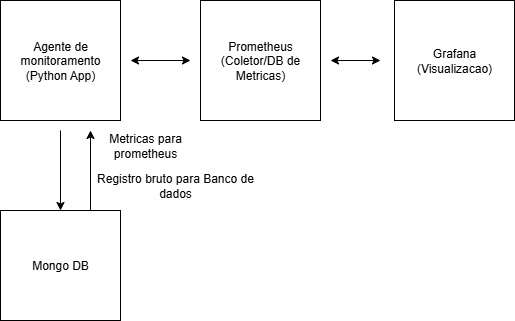 Agente de
monitoramento
(Python App)
Prometheus
(Coletor/DB de
Metricas)
Grafana
(Visualizacao)
Metricas para
prometheus
Registro bruto para Banco de
dados
Mongo DB